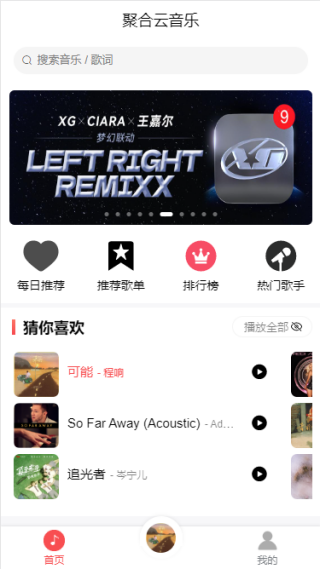 聚合云音乐
搜索音乐 / 歌词
XG × CIARA × 王嘉尔
梦幻联动
LEFT RIGHT
REMIXX
9
每日推荐
推荐歌单
排行榜
热门歌手
猜你喜欢
播放全部
可能 - 程响
So Far Away (Acoustic) - Ad...
追光者 - 岑宁儿
首页
我的